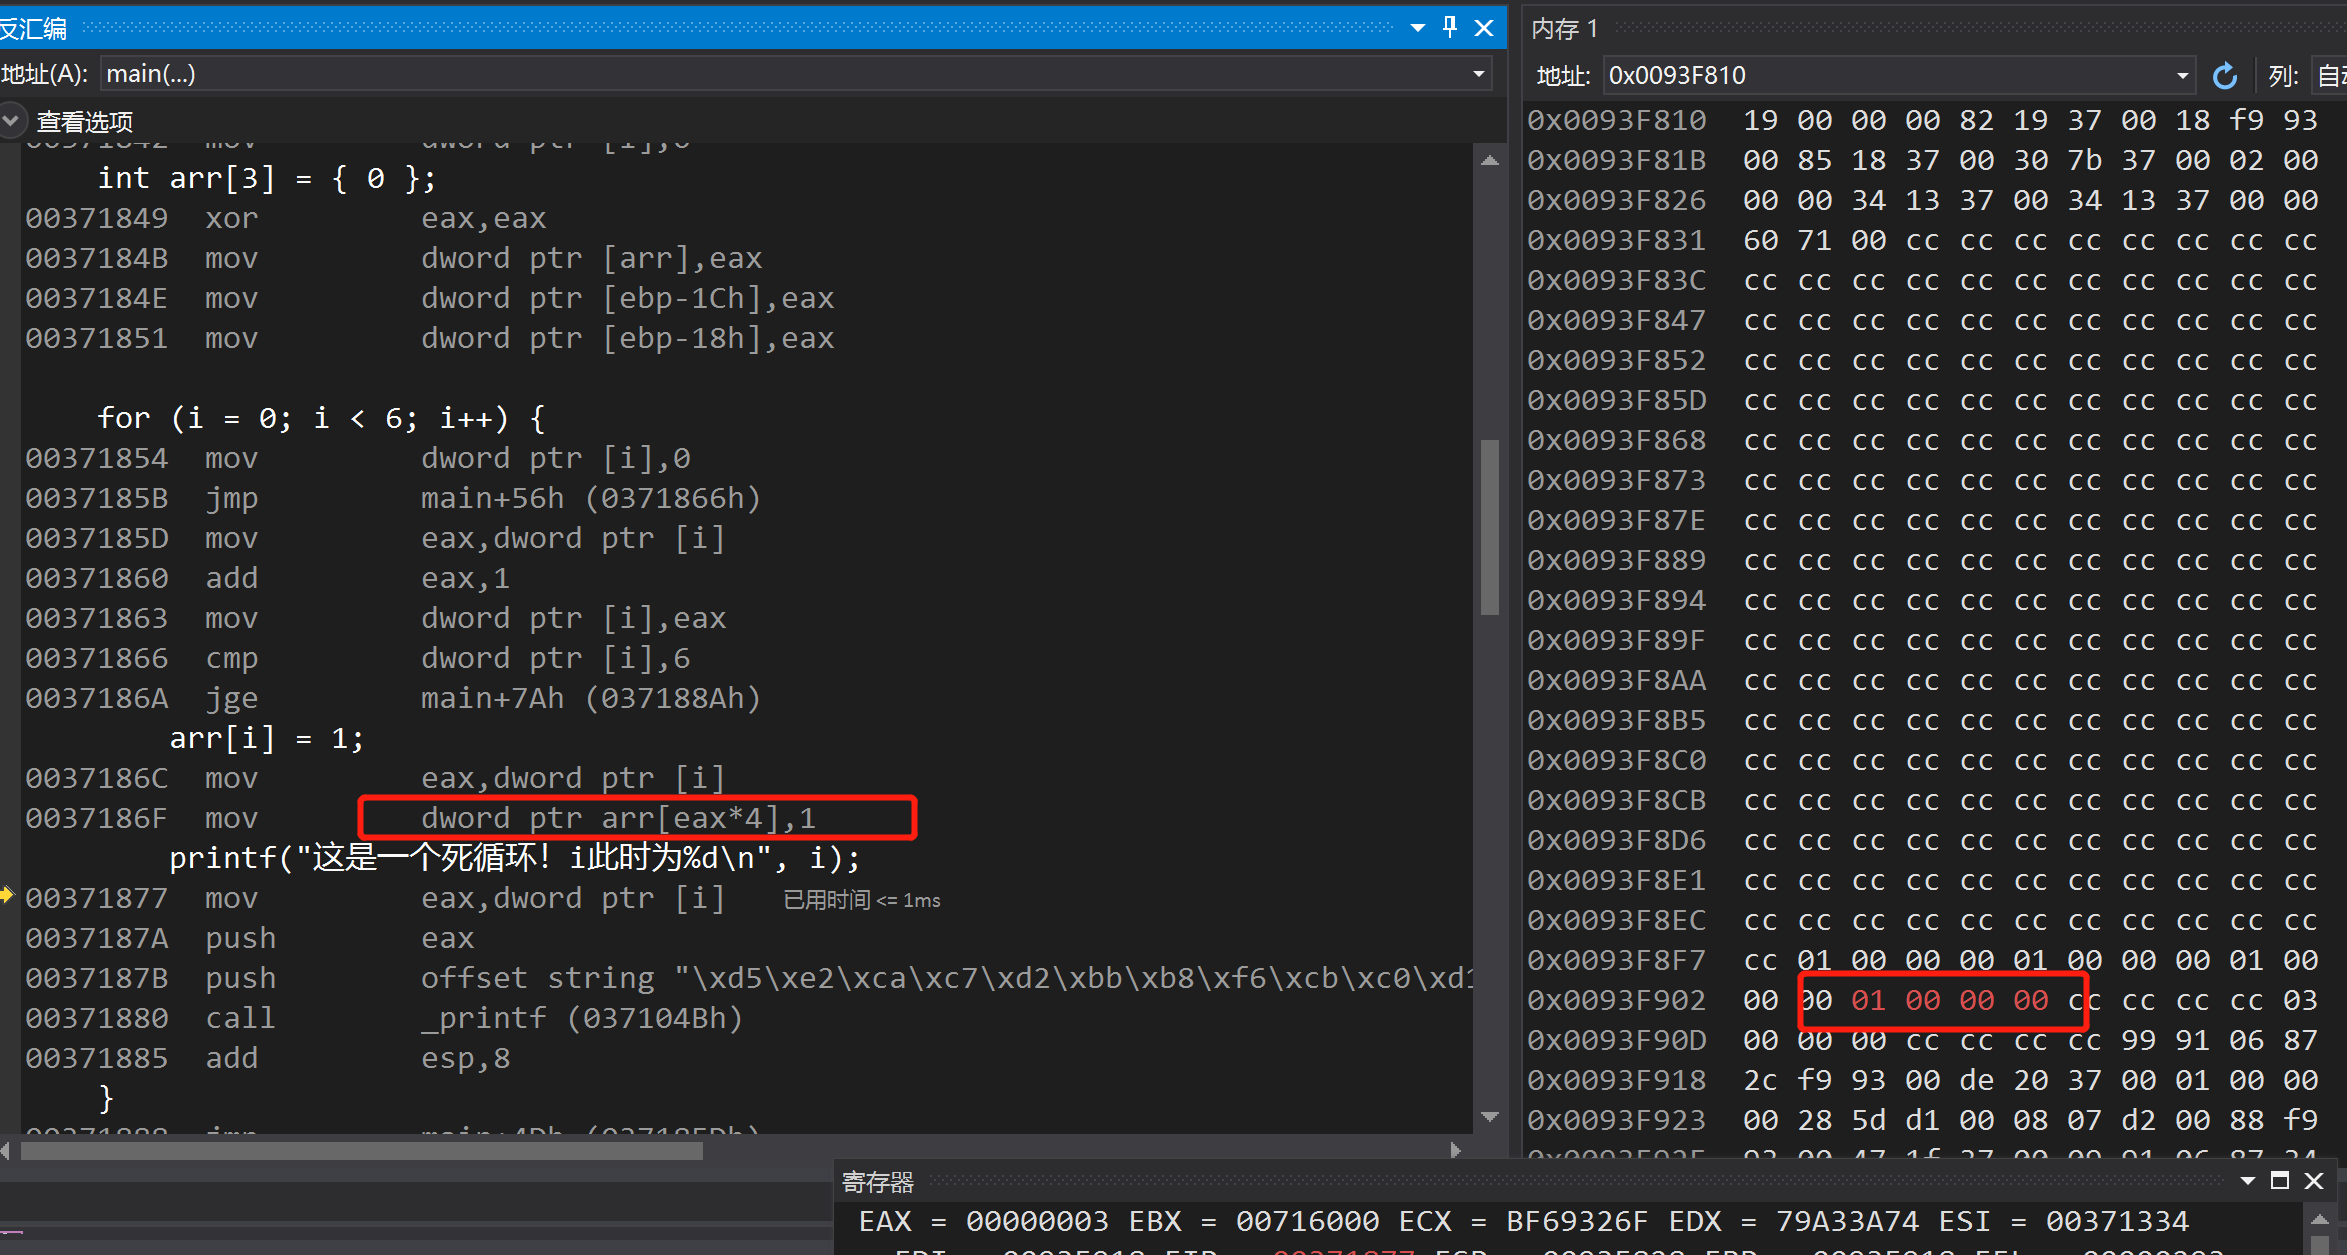 反汇编
地址(A): main(...)
查看选项
int arr[3] = { 0 };
00371849 xor eax,eax
0037184B mov dword ptr [arr],eax
0037184E mov dword ptr [ebp-1Ch],eax
00371851 mov dword ptr [ebp-18h],eax
for (i = 0; i < 6; i++) {
00371854 mov dword ptr [i],0
0037185B jmp main+56h (0371866h)
0037185D mov eax,dword ptr [i]
00371860 add eax,1
00371863 mov dword ptr [i],eax
00371866 cmp dword ptr [i],6
0037186A jge main+7Ah (037188Ah)
arr[i] = 1;
0037186C mov eax,dword ptr [i]
0037186F mov dword ptr arr[eax*4],1
printf("这是一个死循环! i此时为%d\n", i);
00371877 mov eax,dword ptr [i] 已用时间 <= 1ms
0037187A push eax
0037187B push offset string "\xd5\xe2\xca\xc7\xd2\xbb\xb8\xf6\xcb\xc0\xd1
00371880 call _printf (037104Bh)
00371885 add esp,8
}
内存 1
地址: 0x0093F810 列: 自动
0x0093F810 19 00 00 00 82 19 37 00 18 f9 93
0x0093F81B 00 85 18 37 00 30 7b 37 00 02 00
0x0093F826 00 00 34 13 37 00 34 13 37 00 00
0x0093F831 60 71 00 cc cc cc cc cc cc cc cc
0x0093F83C cc cc cc cc cc cc cc cc cc cc cc
0x0093F847 cc cc cc cc cc cc cc cc cc cc cc
0x0093F852 cc cc cc cc cc cc cc cc cc cc cc
0x0093F85D cc cc cc cc cc cc cc cc cc cc cc
0x0093F868 cc cc cc cc cc cc cc cc cc cc cc
0x0093F873 cc cc cc cc cc cc cc cc cc cc cc
0x0093F87E cc cc cc cc cc cc cc cc cc cc cc
0x0093F889 cc cc cc cc cc cc cc cc cc cc cc
0x0093F894 cc cc cc cc cc cc cc cc cc cc cc
0x0093F89F cc cc cc cc cc cc cc cc cc cc cc
0x0093F8AA cc cc cc cc cc cc cc cc cc cc cc
0x0093F8B5 cc cc cc cc cc cc cc cc cc cc cc
0x0093F8C0 cc cc cc cc cc cc cc cc cc cc cc
0x0093F8CB cc cc cc cc cc cc cc cc cc cc cc
0x0093F8D6 cc cc cc cc cc cc cc cc cc cc cc
0x0093F8E1 cc cc cc cc cc cc cc cc cc cc cc
0x0093F8EC cc cc cc cc cc cc cc cc cc cc cc
0x0093F8F7 cc 01 00 00 00 01 00 00 00 01 00
0x0093F902 00 00 01 00 00 00 cc cc cc cc 03
0x0093F90D 00 00 00 cc cc cc cc 99 91 06 87
0x0093F918 2c f9 93 00 de 20 37 00 01 00 00
0x0093F923 00 28 5d d1 00 08 07 d2 00 88 f9
寄存器
EAX = 00000003 EBX = 00716000 ECX = BF69326F EDX = 79A33A74 ESI = 00371334